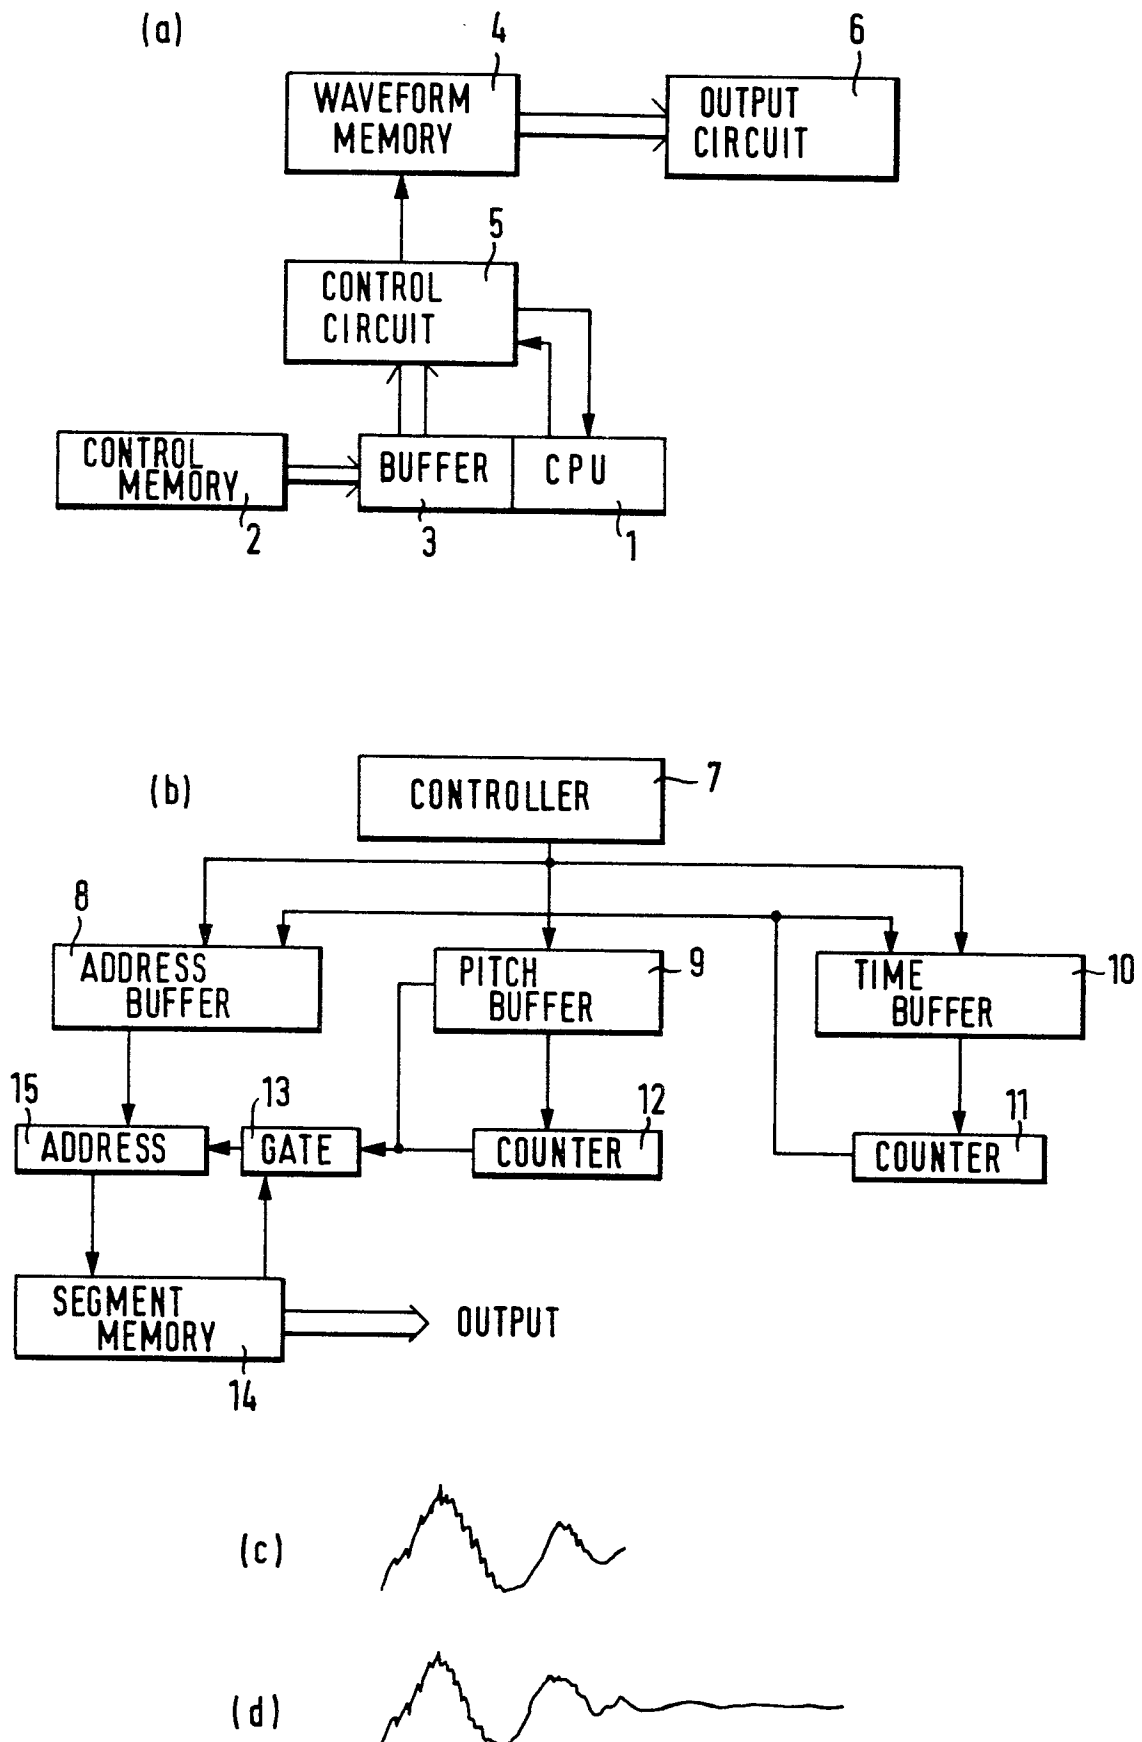 (a)
4
6
WAVEFORM
MEMORY
OUTPUT
CIRCUIT
5
CONTROL
CIRCUIT
CONTROL
MEMORY
BUFFER
CPU
2
3
1
(b)
CONTROLLER
7
8
ADDRESS
BUFFER
PITCH
BUFFER
9
TIME
BUFFER
10
15
ADDRESS
13
GATE
12
COUNTER
11
COUNTER
SEGMENT
MEMORY
OUTPUT
14
(c)
(d)